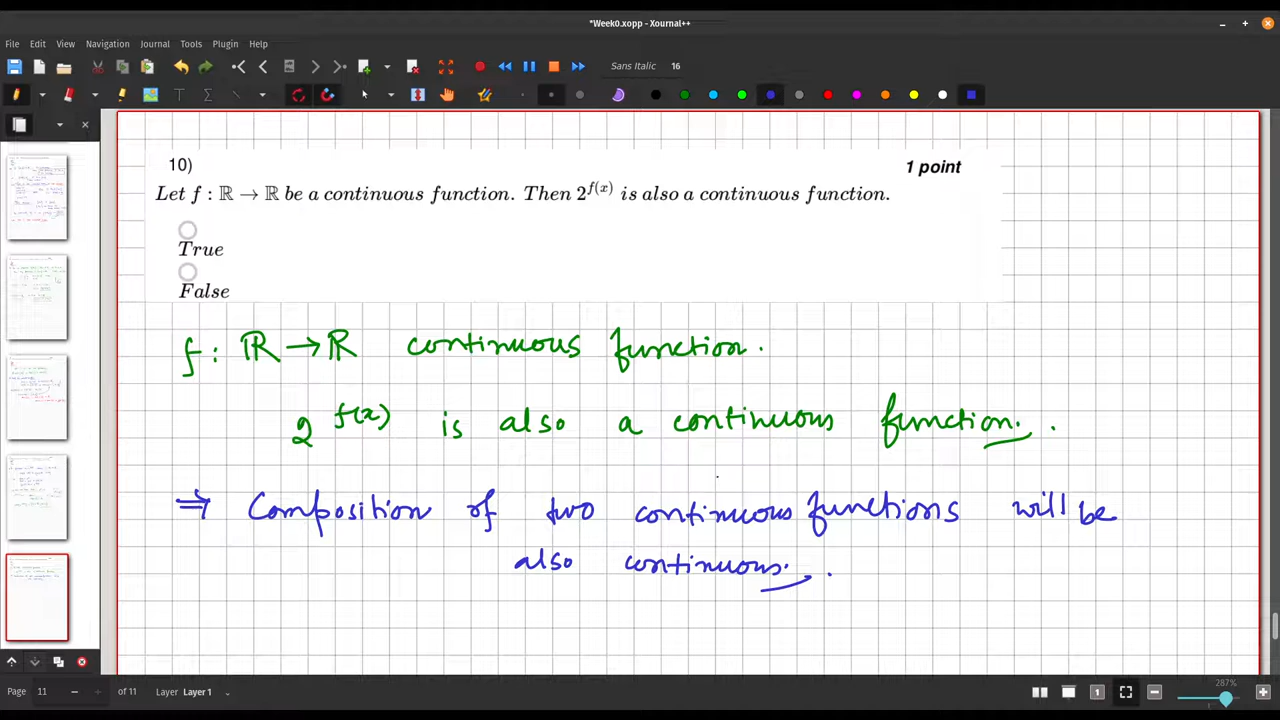 *Week0.xopp - Xournal++
File Edit View Navigation Journal Tools Plugin Help
Sans Italic 16
10)
1 point
Let f : ℝ → ℝ be a continuous function. Then 2^{f(x)} is also a continuous function.
True
False
f : ℝ → ℝ continuous function.
2^{f(x)} is also a continuous function.
⇒ Composition of two continuous functions will be
also continuous.
Page 11 of 11 Layer Layer 1
287%